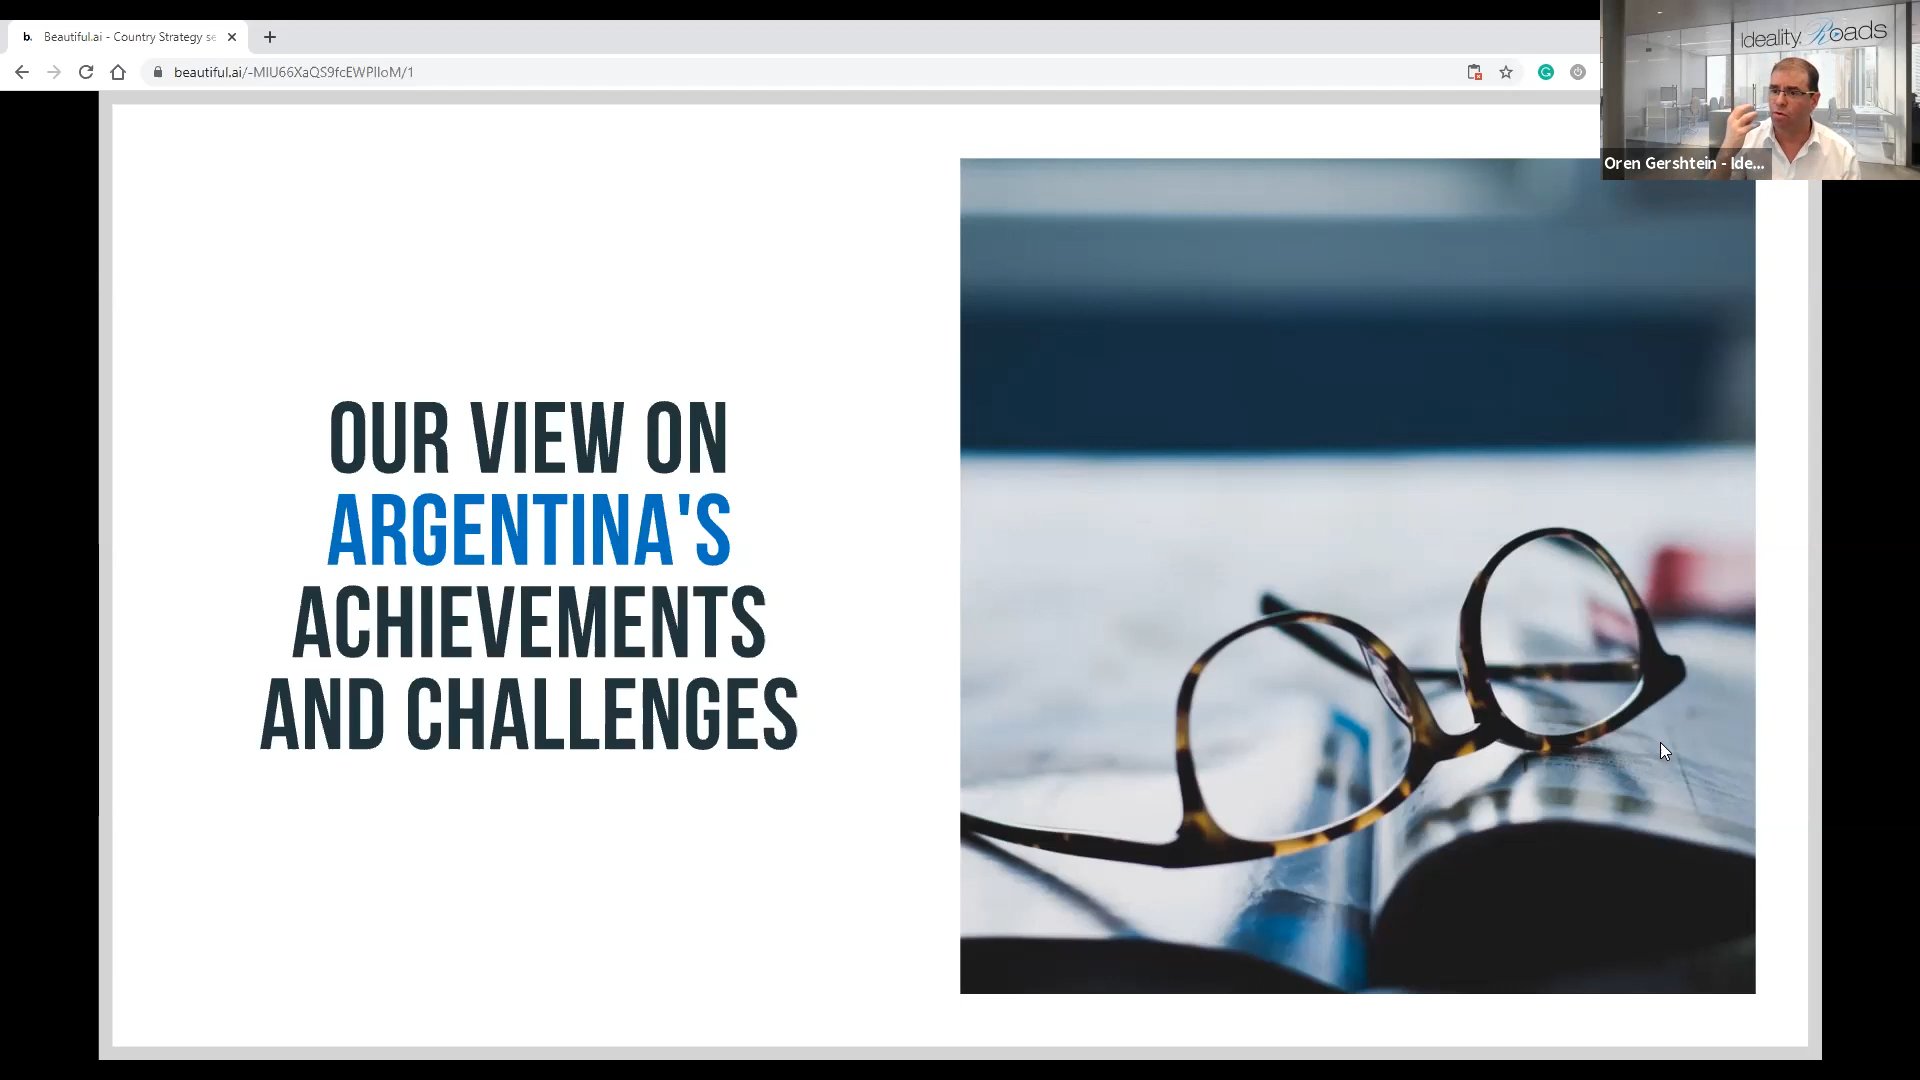 b. Beautiful.ai - Country Strategy se
beautiful.ai/-MIU66XaQS9fcEWPIloM/1
Ideality. Roads
Oren Gershtein - Ide...
OUR VIEW ON
ARGENTINA'S
ACHIEVEMENTS
AND CHALLENGES